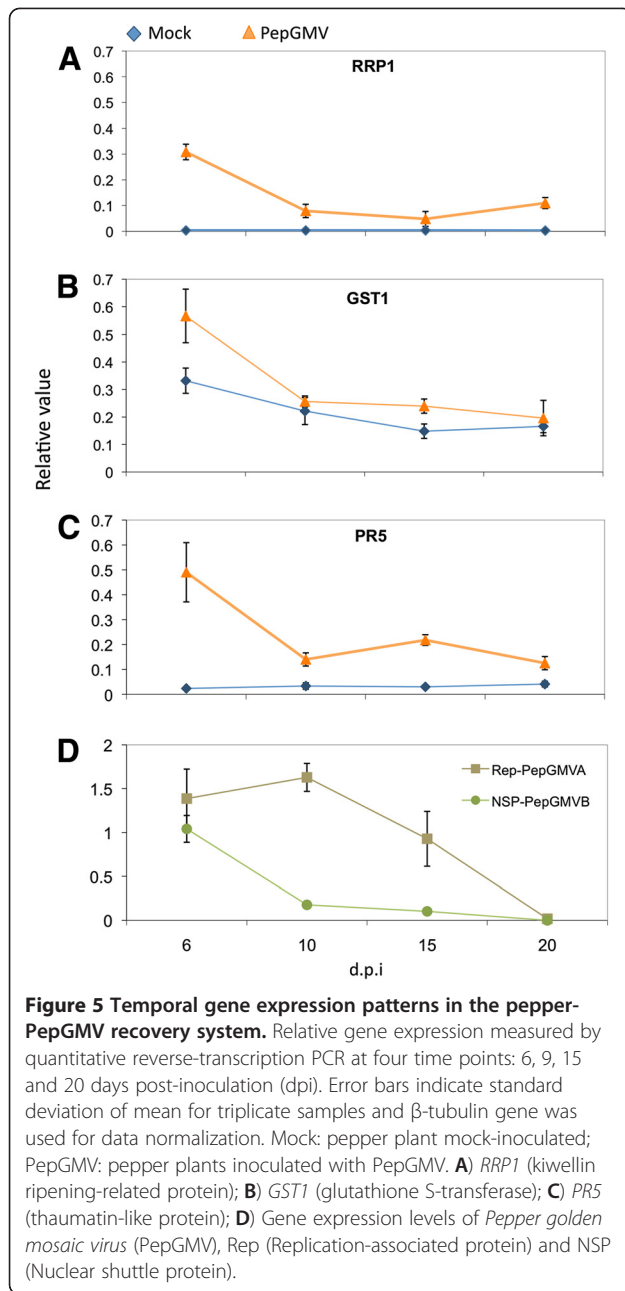 Mock PepGMV
A
RRP1
0.7
0.6
0.5
0.4
0.3
0.2
0.1
0
B
GST1
0.7
0.6
0.5
0.4
0.3
0.2
0.1
0
Relative value
C
PR5
0.7
0.6
0.5
0.4
0.3
0.2
0.1
0
D
2
1.5
1
0.5
0
Rep-PepGMVA
NSP-PepGMVB
6 10 15 20
d.p.i
Figure 5 Temporal gene expression patterns in the pepper-
PepGMV recovery system. Relative gene expression measured by
quantitative reverse-transcription PCR at four time points: 6, 9, 15
and 20 days post-inoculation (dpi). Error bars indicate standard
deviation of mean for triplicate samples and β-tubulin gene was
used for data normalization. Mock: pepper plant mock-inoculated;
PepGMV: pepper plants inoculated with PepGMV. A) RRP1 (kiwellin
ripening-related protein); B) GST1 (glutathione S-transferase); C) PR5
(thaumatin-like protein); D) Gene expression levels of Pepper golden
mosaic virus (PepGMV), Rep (Replication-associated protein) and NSP
(Nuclear shuttle protein).